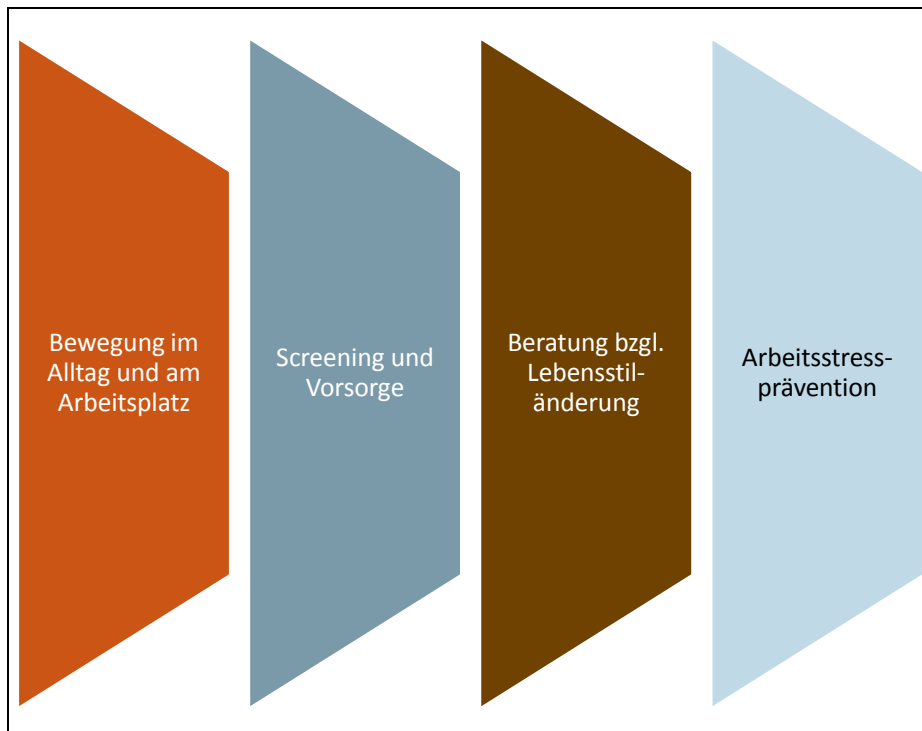 Bewegung im
Alltag und am
Arbeitsplatz
Screening und
Vorsorge
Beratung bzgl.
Lebensstil-
änderung
Arbeitsstress-
prävention